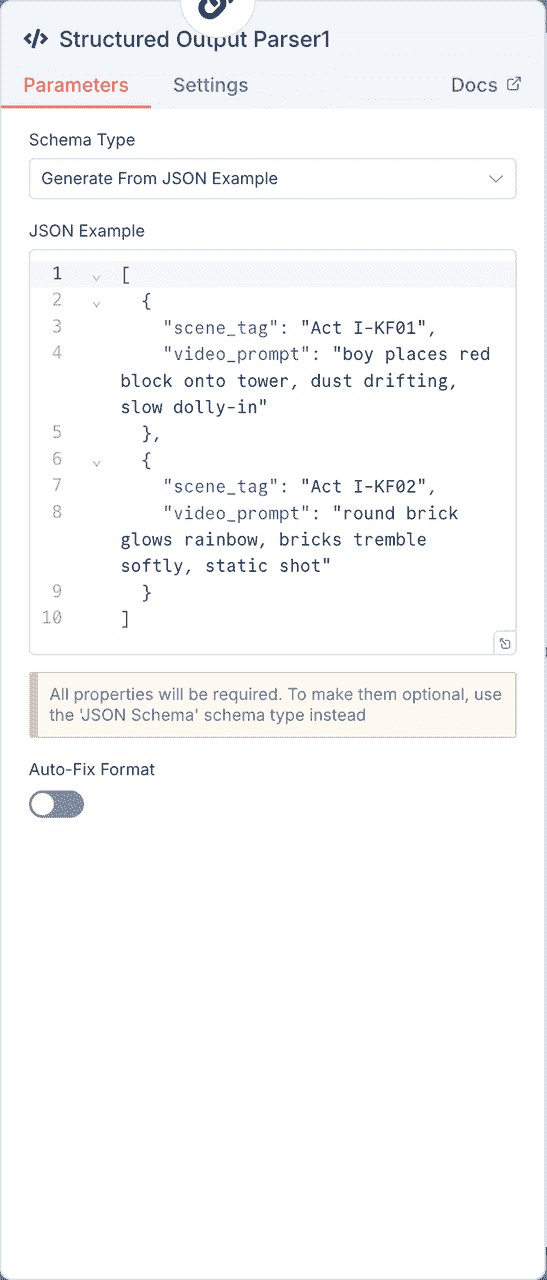 </> Structured Output Parser1
Parameters Settings Docs
Schema Type
Generate From JSON Example
JSON Example
1 [
2 {
3 "scene_tag": "Act I-KF01",
4 "video_prompt": "boy places red
block onto tower, dust drifting,
slow dolly-in"
5 },
6 {
7 "scene_tag": "Act I-KF02",
8 "video_prompt": "round brick
glows rainbow, bricks tremble
softly, static shot"
9 }
10 ]
All properties will be required. To make them optional, use
the 'JSON Schema' schema type instead
Auto-Fix Format